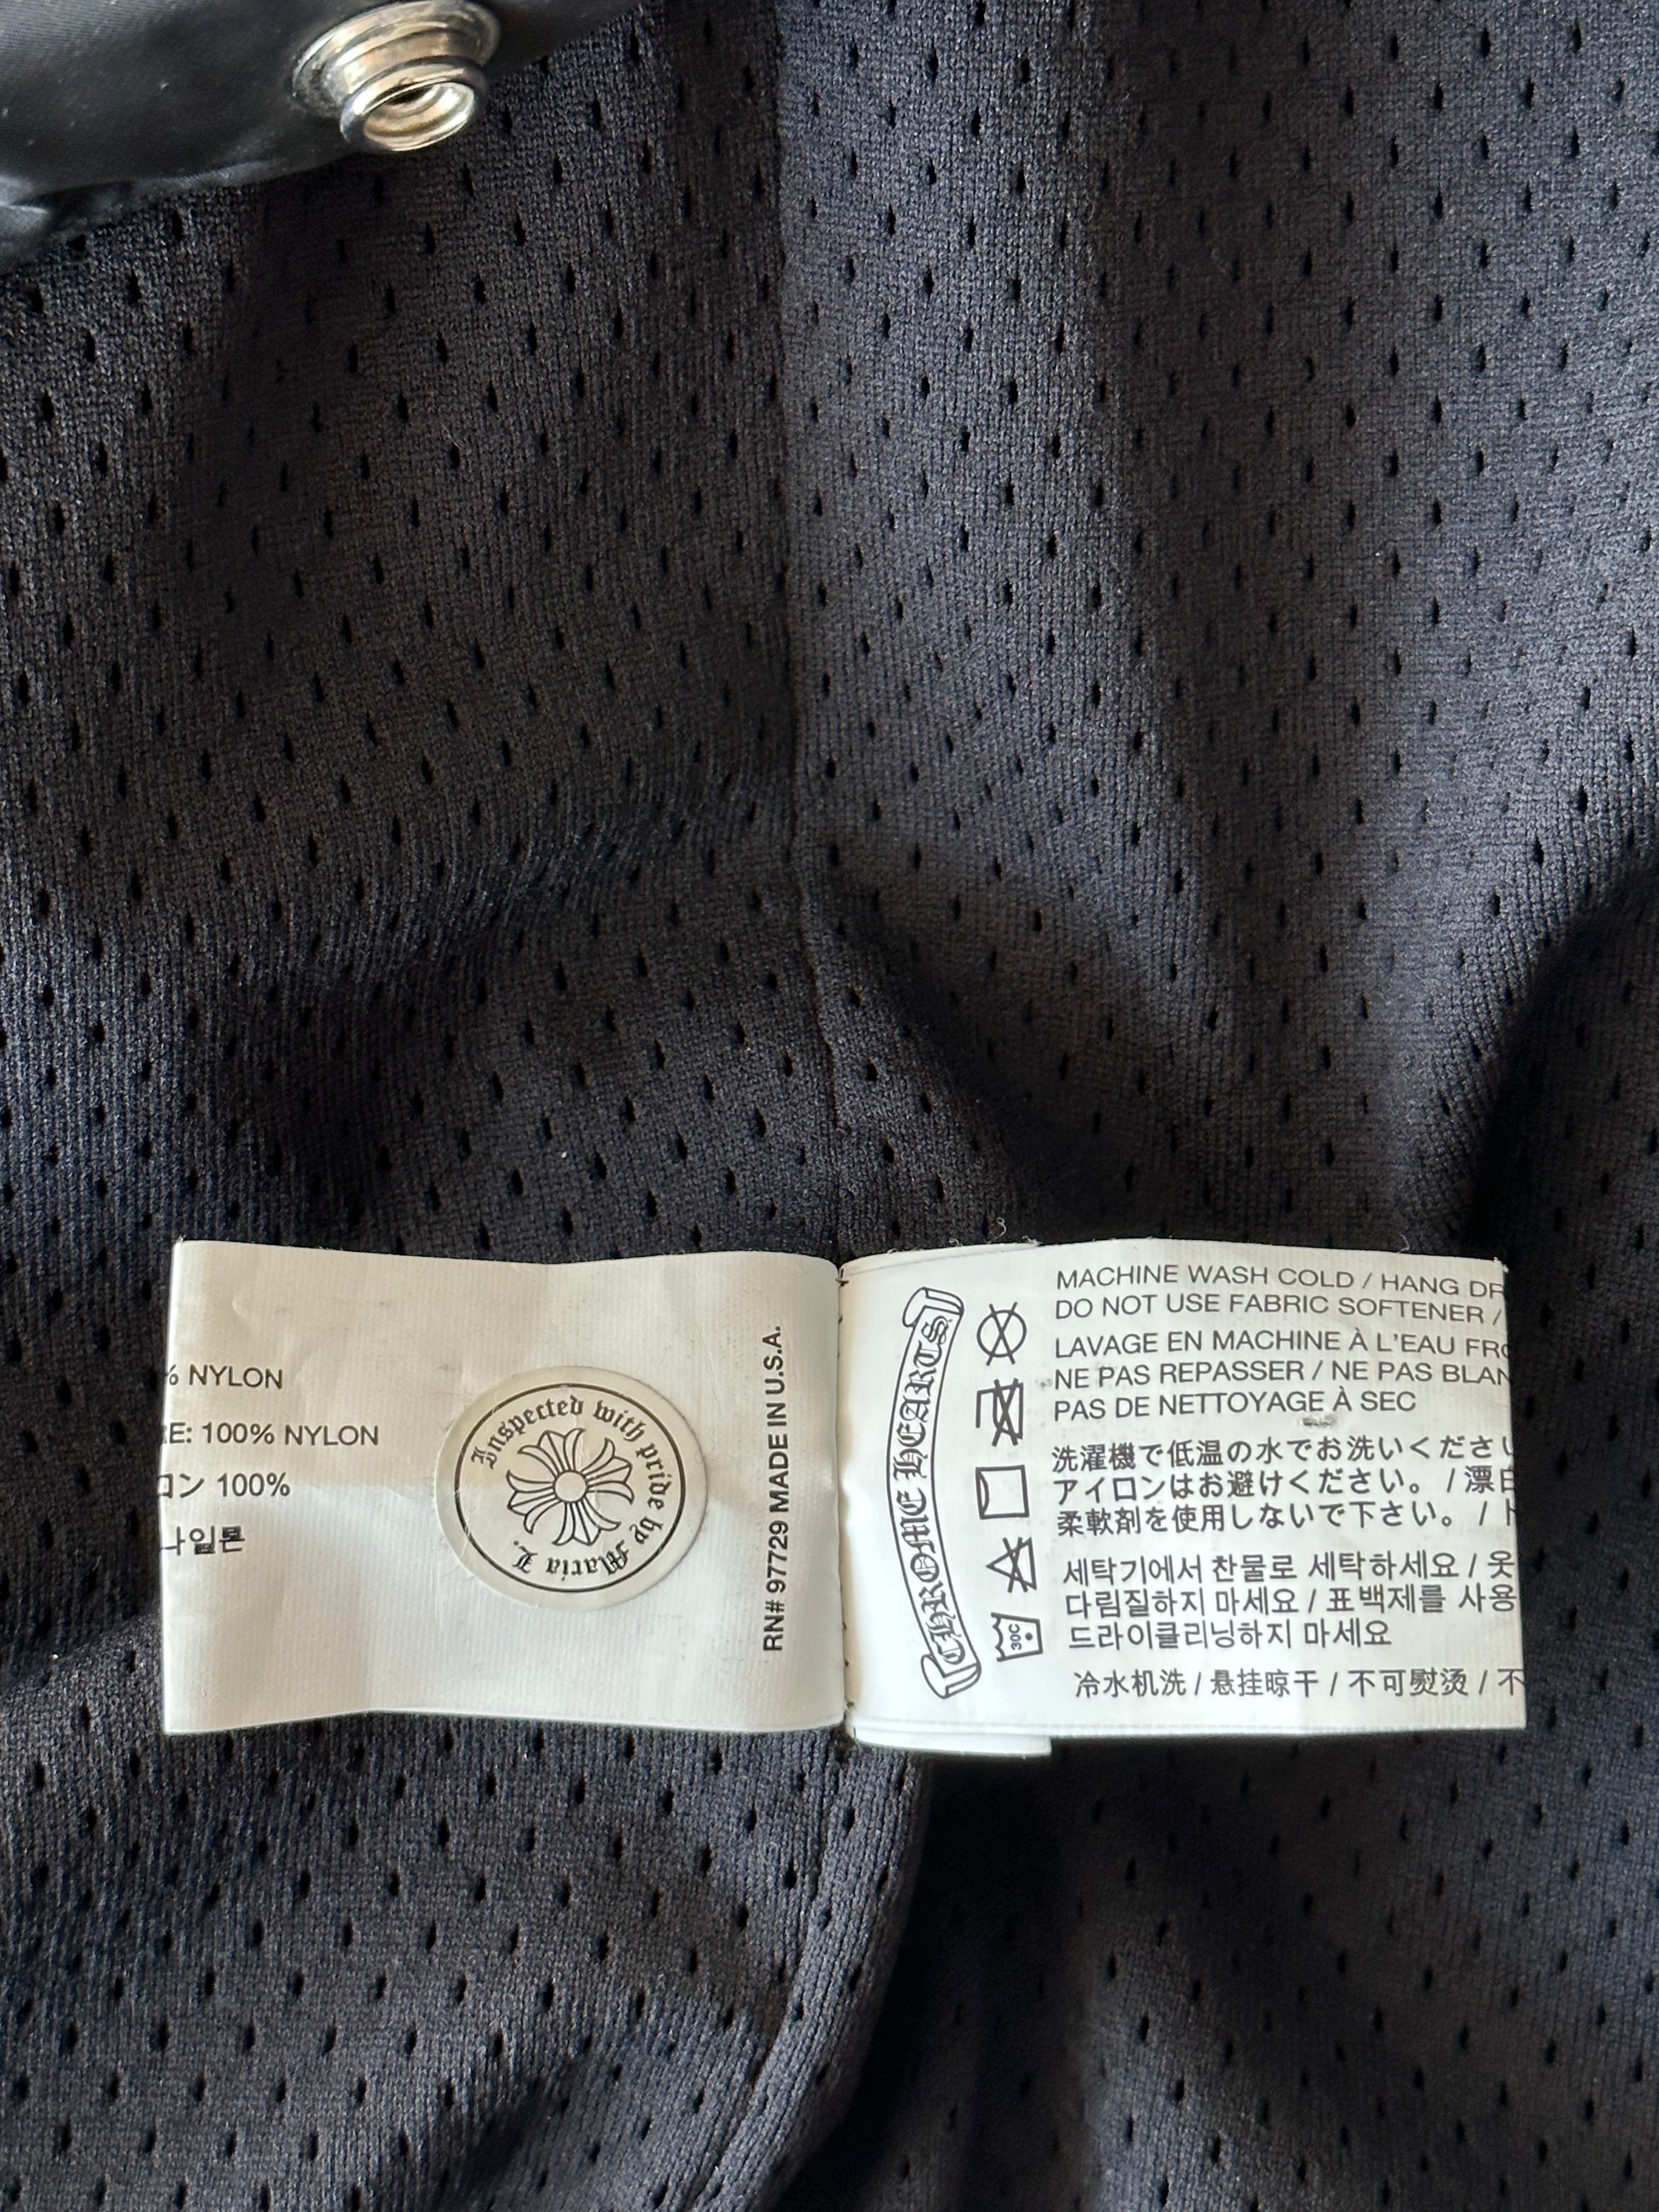 % NYLON
E: 100% NYLON
ン 100%
나일론
Inspected with pride by Maria L.
RN# 97729 MADE IN U.S.A.
CHROME HEARTS
30C
MACHINE WASH COLD / HANG DR
DO NOT USE FABRIC SOFTENER /
LAVAGE EN MACHINE À L'EAU FRO
NE PAS REPASSER / NE PAS BLAN
PAS DE NETTOYAGE À SEC
洗濯機で低温の水でお洗いくださ
アイロンはお避けください。 / 漂白
柔軟剤を使用しないで下さい。 / ト
세탁기에서 찬물로 세탁하세요 / 옷
다림질하지 마세요 / 표백제를 사용
드라이클리닝하지 마세요
冷水机洗 / 悬挂晾干 / 不可熨烫 / 不